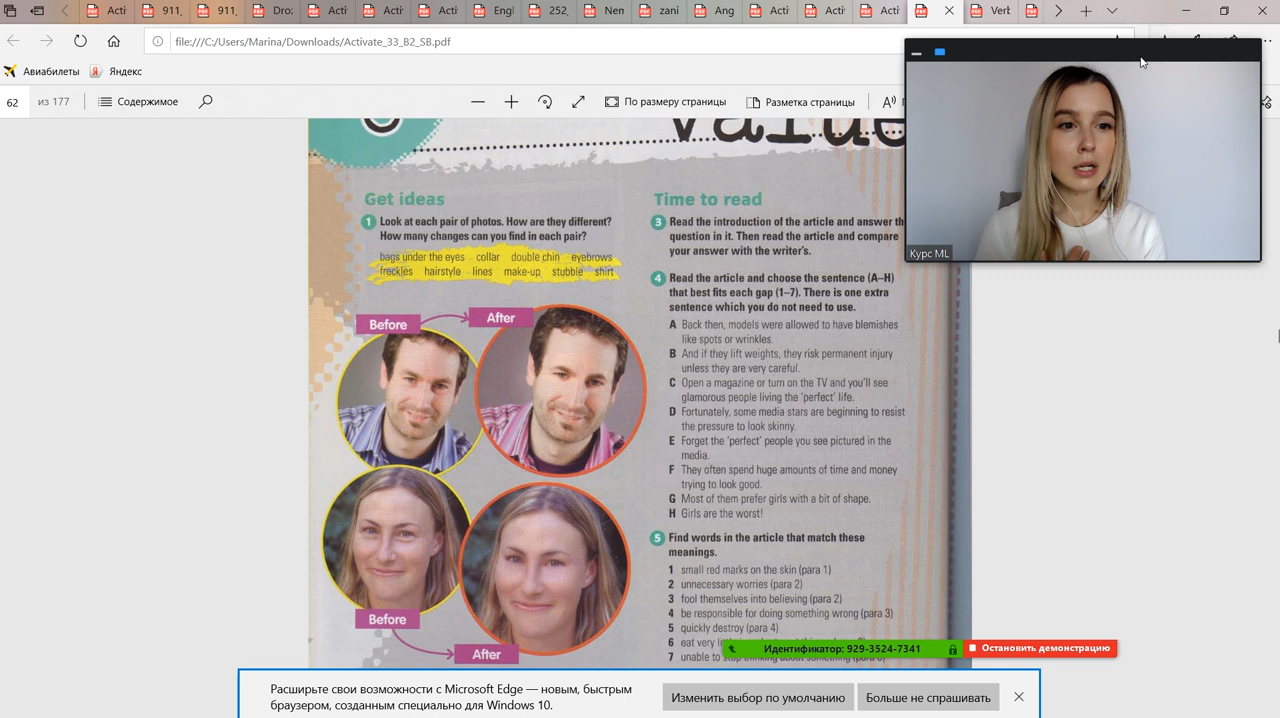 Acti
911,
911,
Dro:
Acti
Acti
Acti
Engl
252,
Nen
zani
Ang
Acti
Acti
Acti
Vert
file:///C:/Users/Marina/Downloads/Activate_33_B2_SB.pdf
Авиабилеты
Яндекс
62 из 177
Содержимое
По размеру страницы
Разметка страницы
value
Get ideas
1 Look at each pair of photos. How are they different?
How many changes can you find in each pair?
bags under the eyes collar double chin eyebrows
freckles hairstyle lines make-up stubble shirt
Before
After
Before
After
Time to read
3 Read the introduction of the article and answer th
question in it. Then read the article and compare
your answer with the writer's.
4 Read the article and choose the sentence (A–H)
that best fits each gap (1–7). There is one extra
sentence which you do not need to use.
A Back then, models were allowed to have blemishes
like spots or wrinkles.
B And if they lift weights, they risk permanent injury
unless they are very careful.
C Open a magazine or turn on the TV and you'll see
glamorous people living the 'perfect' life.
D Fortunately, some media stars are beginning to resist
the pressure to look skinny.
E Forget the 'perfect' people you see pictured in the
media.
F They often spend huge amounts of time and money
trying to look good.
G Most of them prefer girls with a bit of shape.
H Girls are the worst!
5 Find words in the article that match these
meanings.
1 small red marks on the skin (para 1)
2 unnecessary worries (para 2)
3 fool themselves into believing (para 2)
4 be responsible for doing something wrong (para 3)
5 quickly destroy (para 4)
6 eat very
7 unable to stop thinking about something
Курс ML
Идентификатор: 929-3524-7341
Остановить демонстрацию
Расширьте свои возможности с Microsoft Edge — новым, быстрым
браузером, созданным специально для Windows 10.
Изменить выбор по умолчанию
Больше не спрашивать